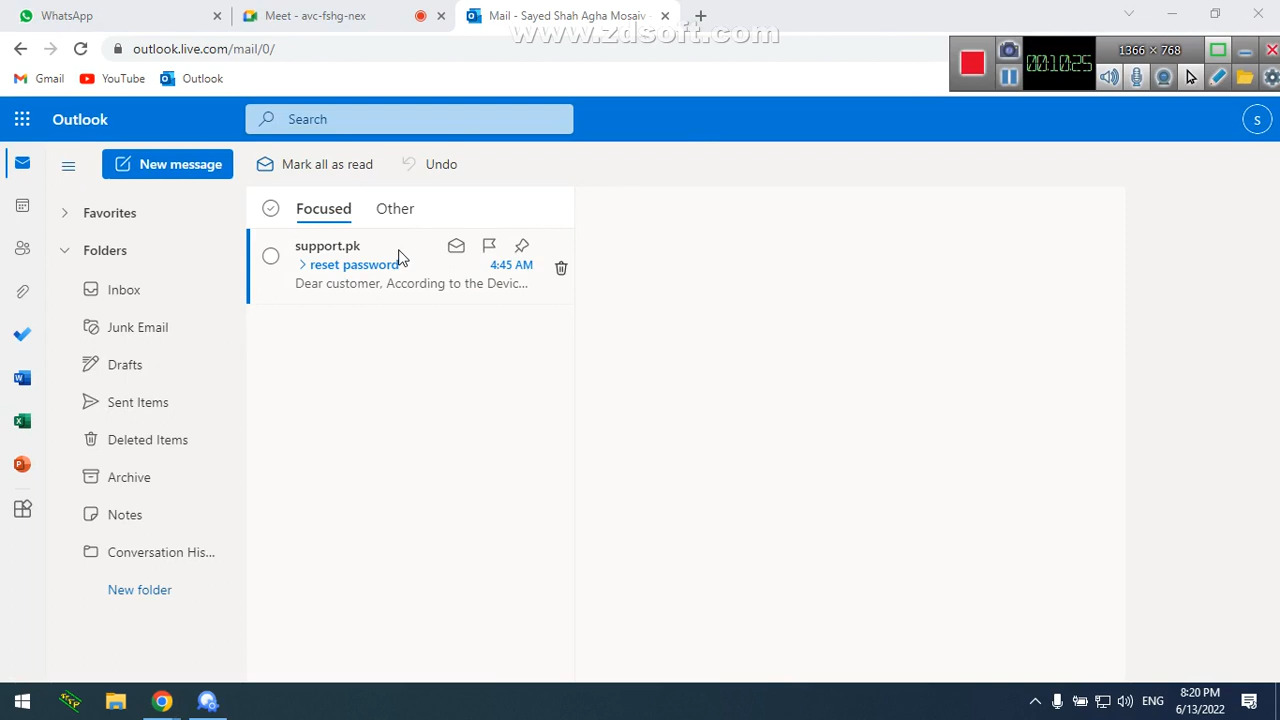 WhatsApp
Meet - avc-fshg-nex
Mail - Sayed Shah Agha Mosaiv -
www.zdsoft.com
outlook.live.com/mail/0/
00:10:25
1366 × 768
Gmail
YouTube
Outlook
Outlook
Search
S
New message
Mark all as read
Undo
Favorites
Folders
Inbox
Junk Email
Drafts
Sent Items
Deleted Items
Archive
Notes
Conversation His...
New folder
Focused
Other
support.pk
reset password
4:45 AM
Dear customer, According to the Devic...
ENG
8:20 PM
6/13/2022